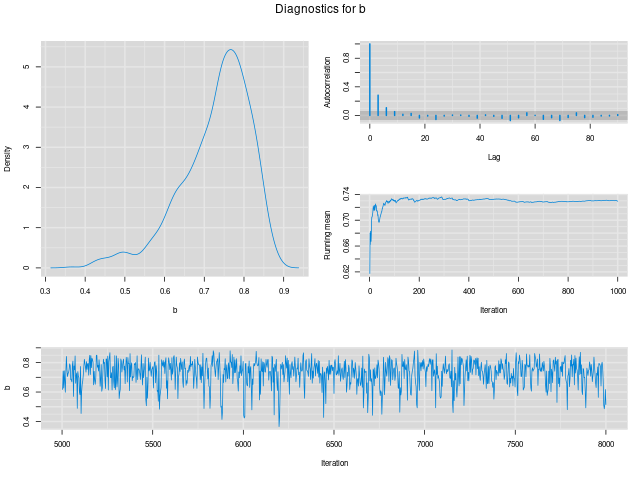 Diagnostics for b
Density
0 1 2 3 4 5
0.3 0.4 0.5 0.6 0.7 0.8 0.9
b
Autocorrelation
0.0 0.4 0.8
0 20 40 60 80
Lag
Running mean
0.62 0.66 0.70 0.74
0 200 400 600 800 1000
Iteration
b
0.4 0.6 0.8
5000 5500 6000 6500 7000 7500 8000
Iteration